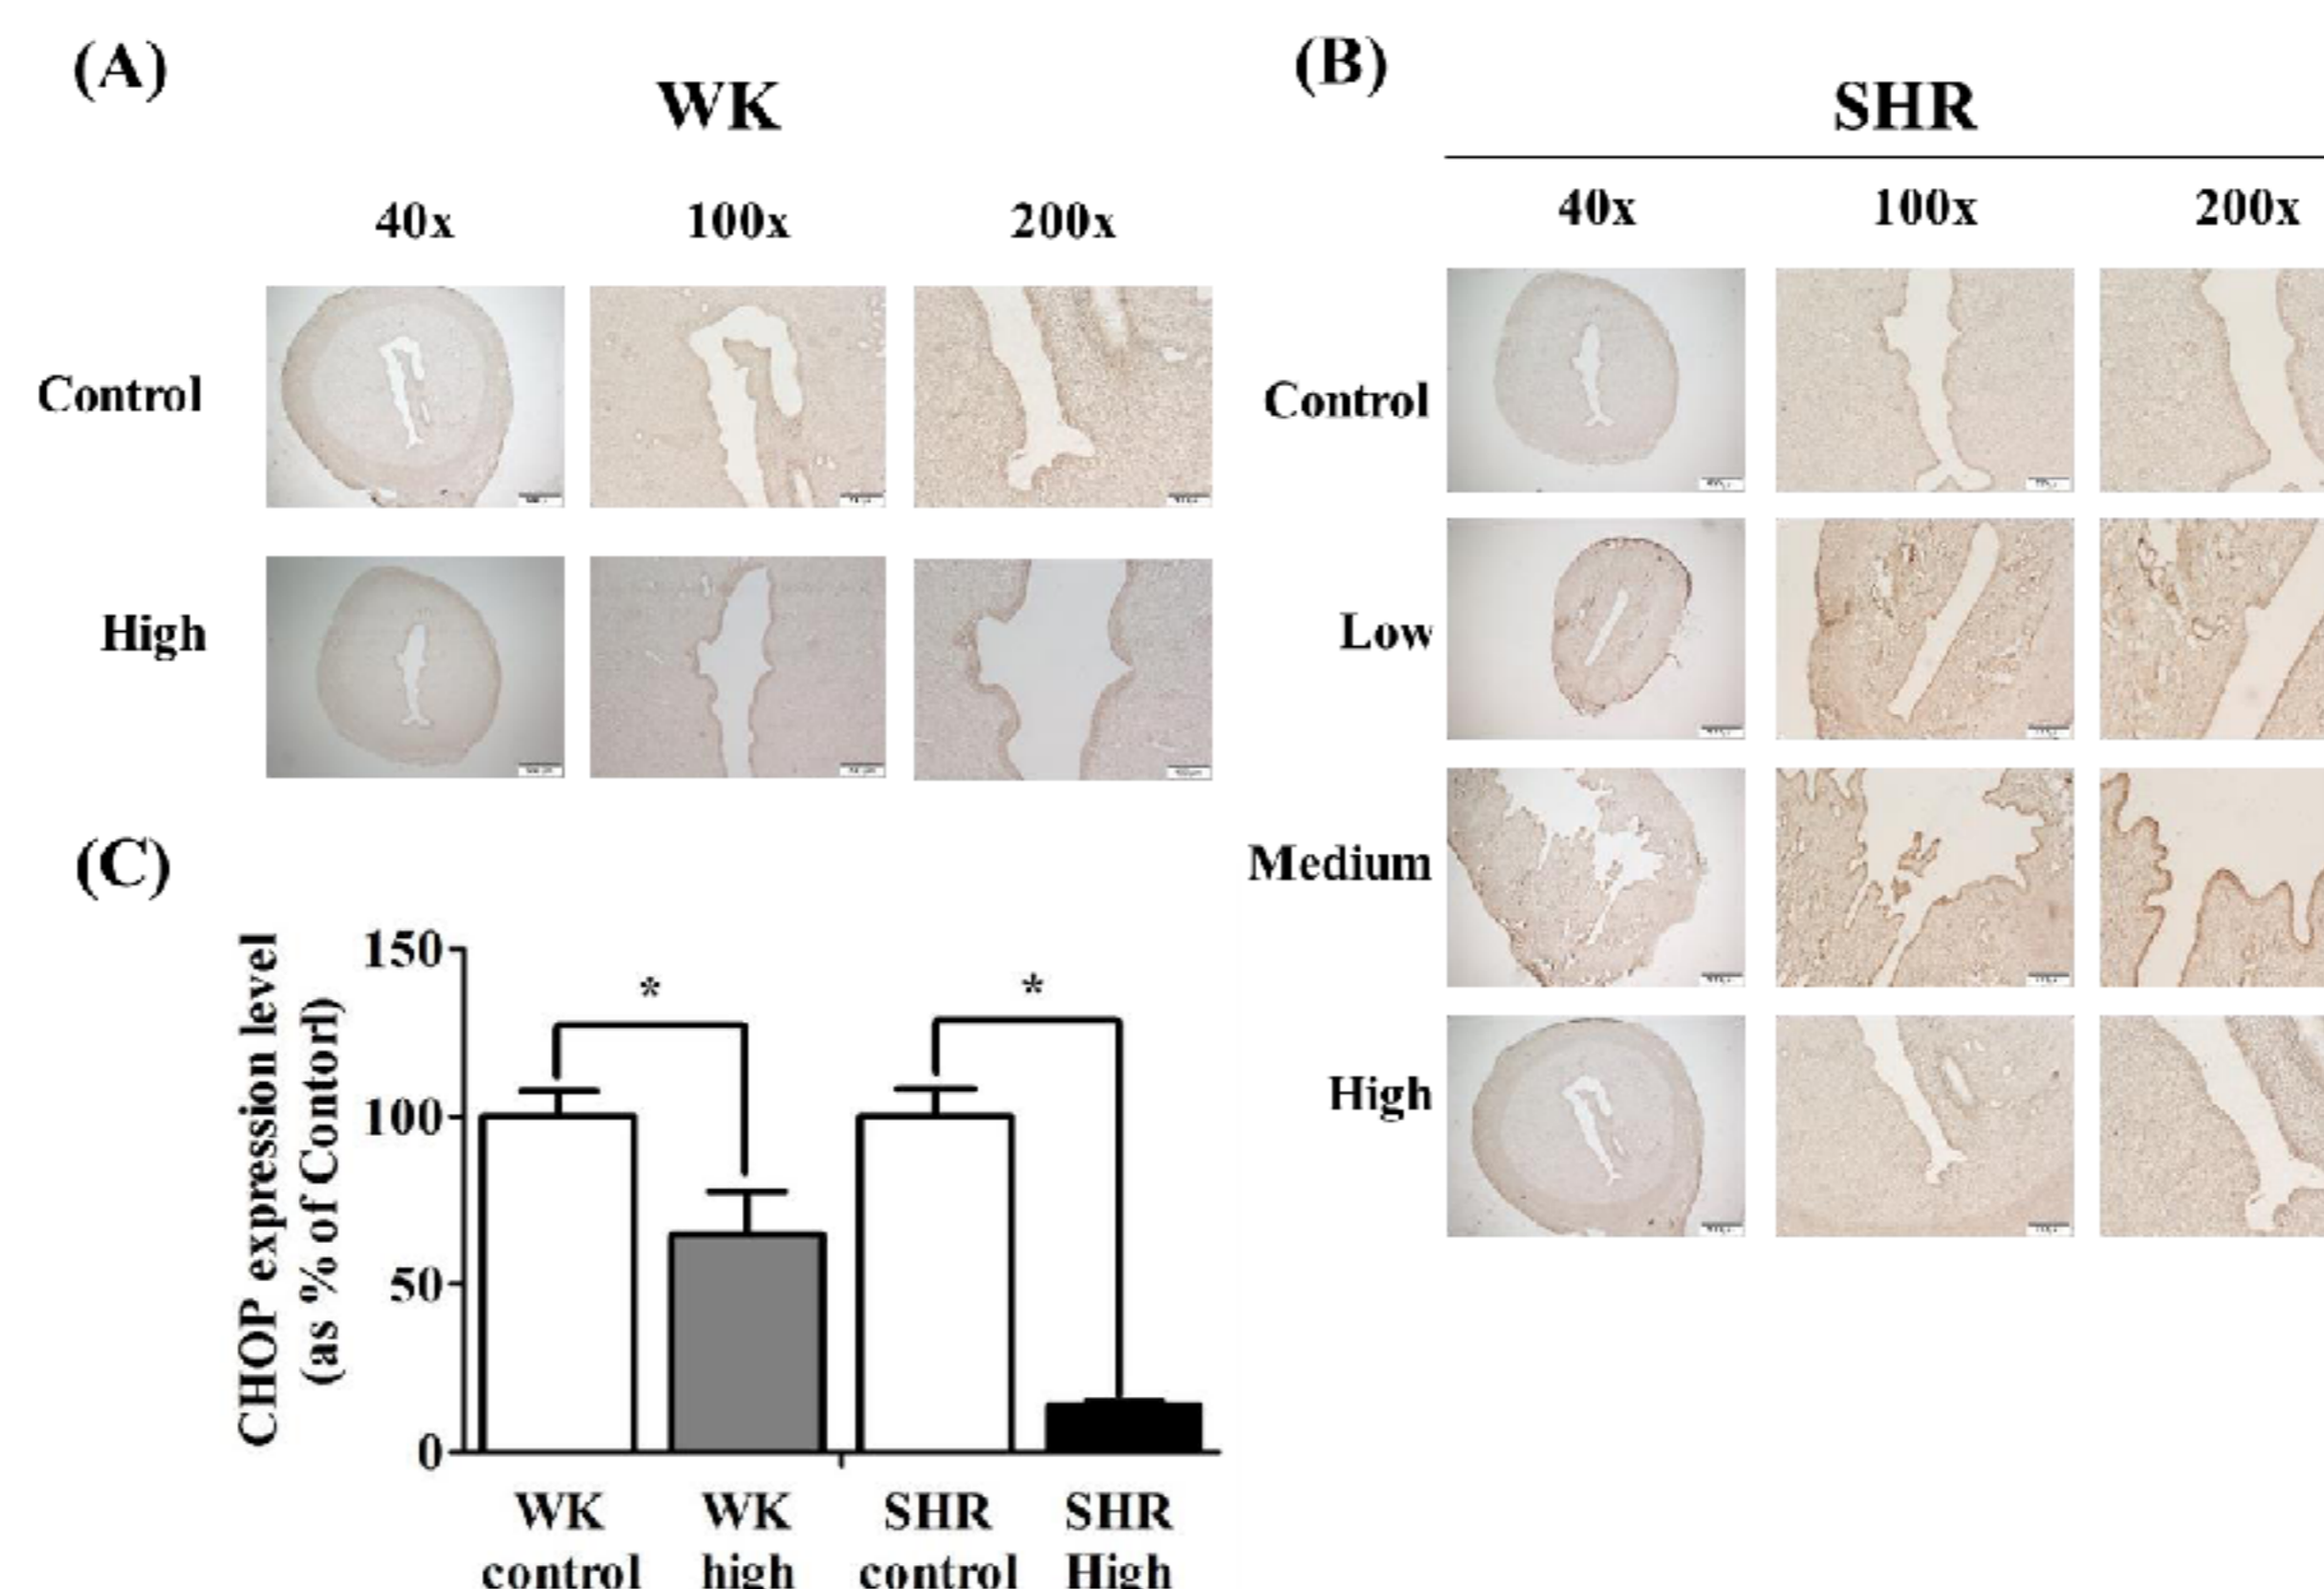 (A)
WK
40x 100x 200x
Control
High
(B)
SHR
40x 100x 200x
Control
Low
Medium
High
(C)
CHOP expression level
(as % of Contorl)
150
100
50
0
*
*
WK
control
WK
high
SHR
control
SHR
High